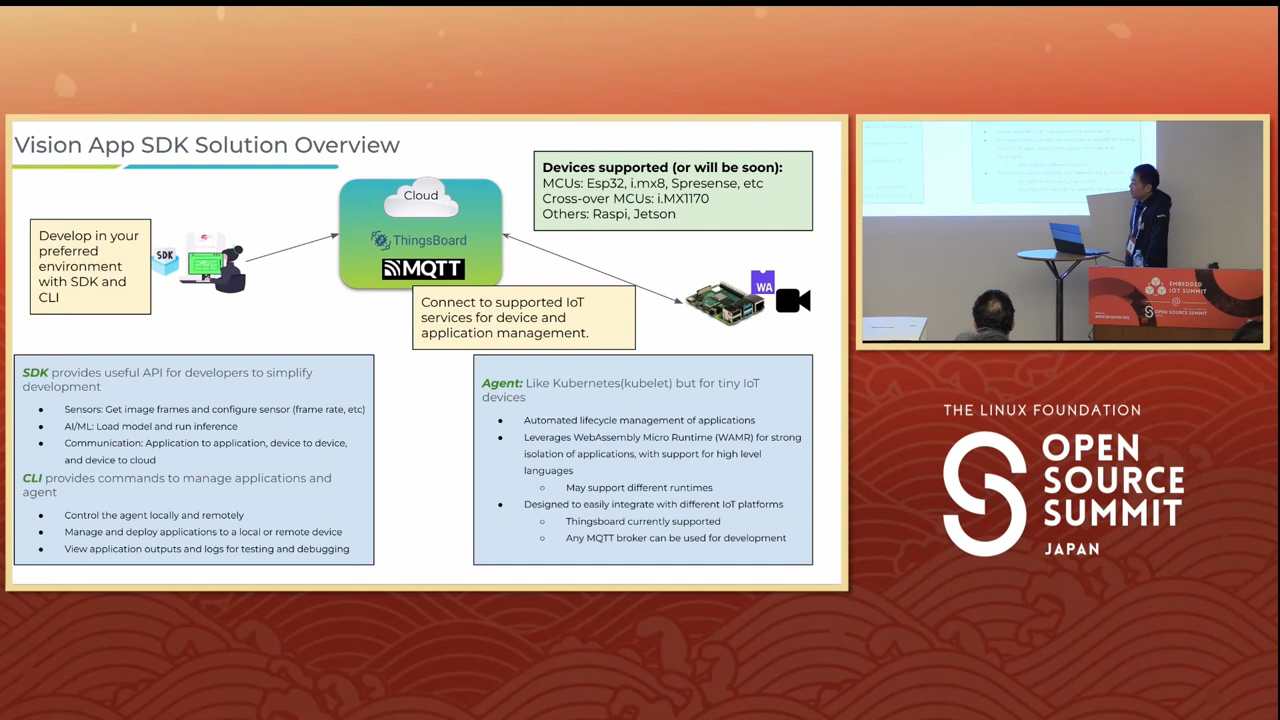 Vision App SDK Solution Overview
Develop in your
preferred
environment
with SDK and
CLI
SDK
Cloud
ThingsBoard
MQTT
Connect to supported IoT
services for device and
application management.
Devices supported (or will be soon):
MCUs: Esp32, i.mx8, Spresense, etc
Cross-over MCUs: i.MX1170
Others: Raspi, Jetson
WA
SDK provides useful API for developers to simplify
development
● Sensors: Get image frames and configure sensor (frame rate, etc)
● AI/ML: Load model and run inference
● Communication: Application to application, device to device,
and device to cloud
CLI provides commands to manage applications and
agent
● Control the agent locally and remotely
● Manage and deploy applications to a local or remote device
● View application outputs and logs for testing and debugging
Agent: Like Kubernetes(kubelet) but for tiny IoT
devices
● Automated lifecycle management of applications
● Leverages WebAssembly Micro Runtime (WAMR) for strong
isolation of applications, with support for high level
languages
○ May support different runtimes
● Designed to easily integrate with different IoT platforms
○ Thingsboard currently supported
○ Any MQTT broker can be used for development
EMBEDDED
IOT SUMMIT
@
OPEN SOURCE SUMMIT
THE LINUX FOUNDATION
OPEN
SOURCE
SUMMIT
JAPAN